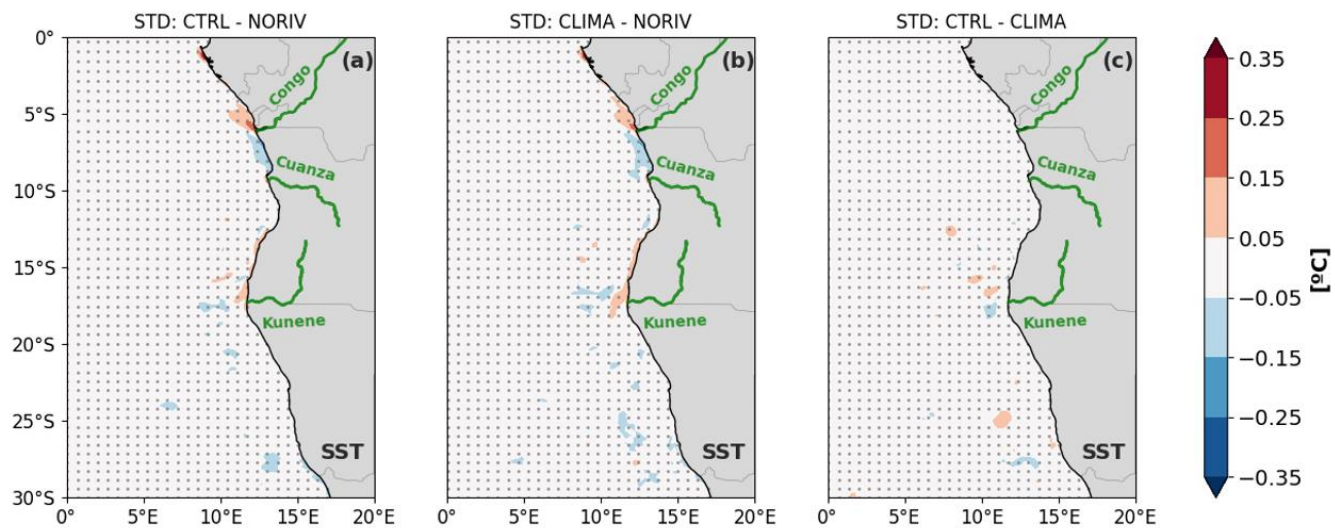 STD: CTRL - NORIV
STD: CLIMA - NORIV
STD: CTRL - CLIMA
0°
5°S
10°S
15°S
20°S
25°S
30°S
(a)
Congo
Cuanza
Kunene
SST
0°
5°E
10°E
15°E
20°E
(b)
Congo
Cuanza
Kunene
SST
0°
5°E
10°E
15°E
20°E
(c)
Congo
Cuanza
Kunene
SST
0°
5°E
10°E
15°E
20°E
0.35
0.25
0.15
0.05
−0.05
−0.15
−0.25
−0.35
[ºC]